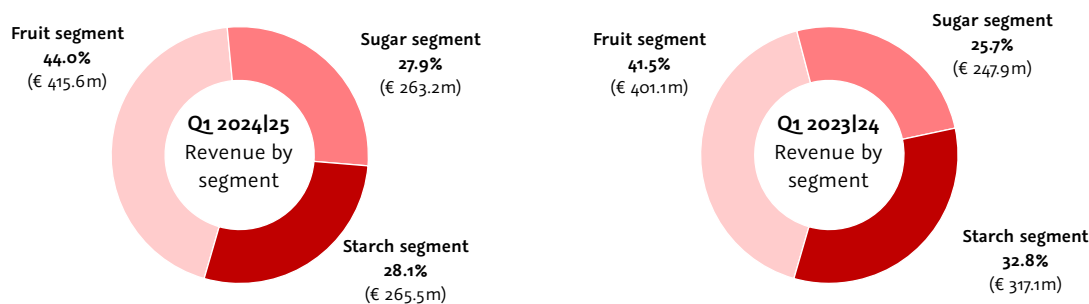 Fruit segment
44.0%
(€ 415.6m)
Sugar segment
27.9%
(€ 263.2m)
Q1 2024|25
Revenue by
segment
Starch segment
28.1%
(€ 265.5m)
Fruit segment
41.5%
(€ 401.1m)
Sugar segment
25.7%
(€ 247.9m)
Q1 2023|24
Revenue by
segment
Starch segment
32.8%
(€ 317.1m)